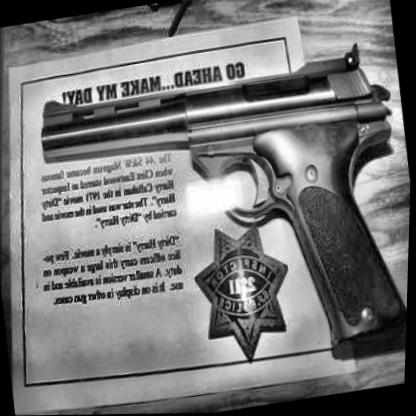 GO AHEAD...MAKE MY DAY!
The .44 S&W Magnum became famous
when Clint Eastwood starred as Inspector
Harry Callahan in the 1971 movie "Dirty
Harry". The was used in the movie and
carried by "Dirty Harry".
"Dirty Harry" is simply a movie. Few po-
lice officers carry this large a weapon on
duty. A smaller version is available and in
use. It is on display in other gun cases.
INSPECTOR
2211
S.F. POLICE